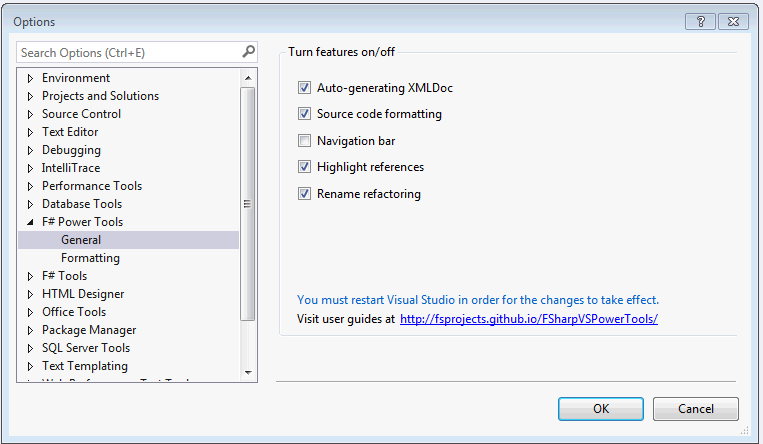 Options
Search Options (Ctrl+E)
Environment
Projects and Solutions
Source Control
Text Editor
Debugging
IntelliTrace
Performance Tools
Database Tools
F# Power Tools
General
Formatting
F# Tools
HTML Designer
Office Tools
Package Manager
SQL Server Tools
Text Templating
Turn features on/off
Auto-generating XMLDoc
Source code formatting
Navigation bar
Highlight references
Rename refactoring
You must restart Visual Studio in order for the changes to take effect.
Visit user guides at http://fsprojects.github.io/FSharpVSPowerTools/
OK
Cancel